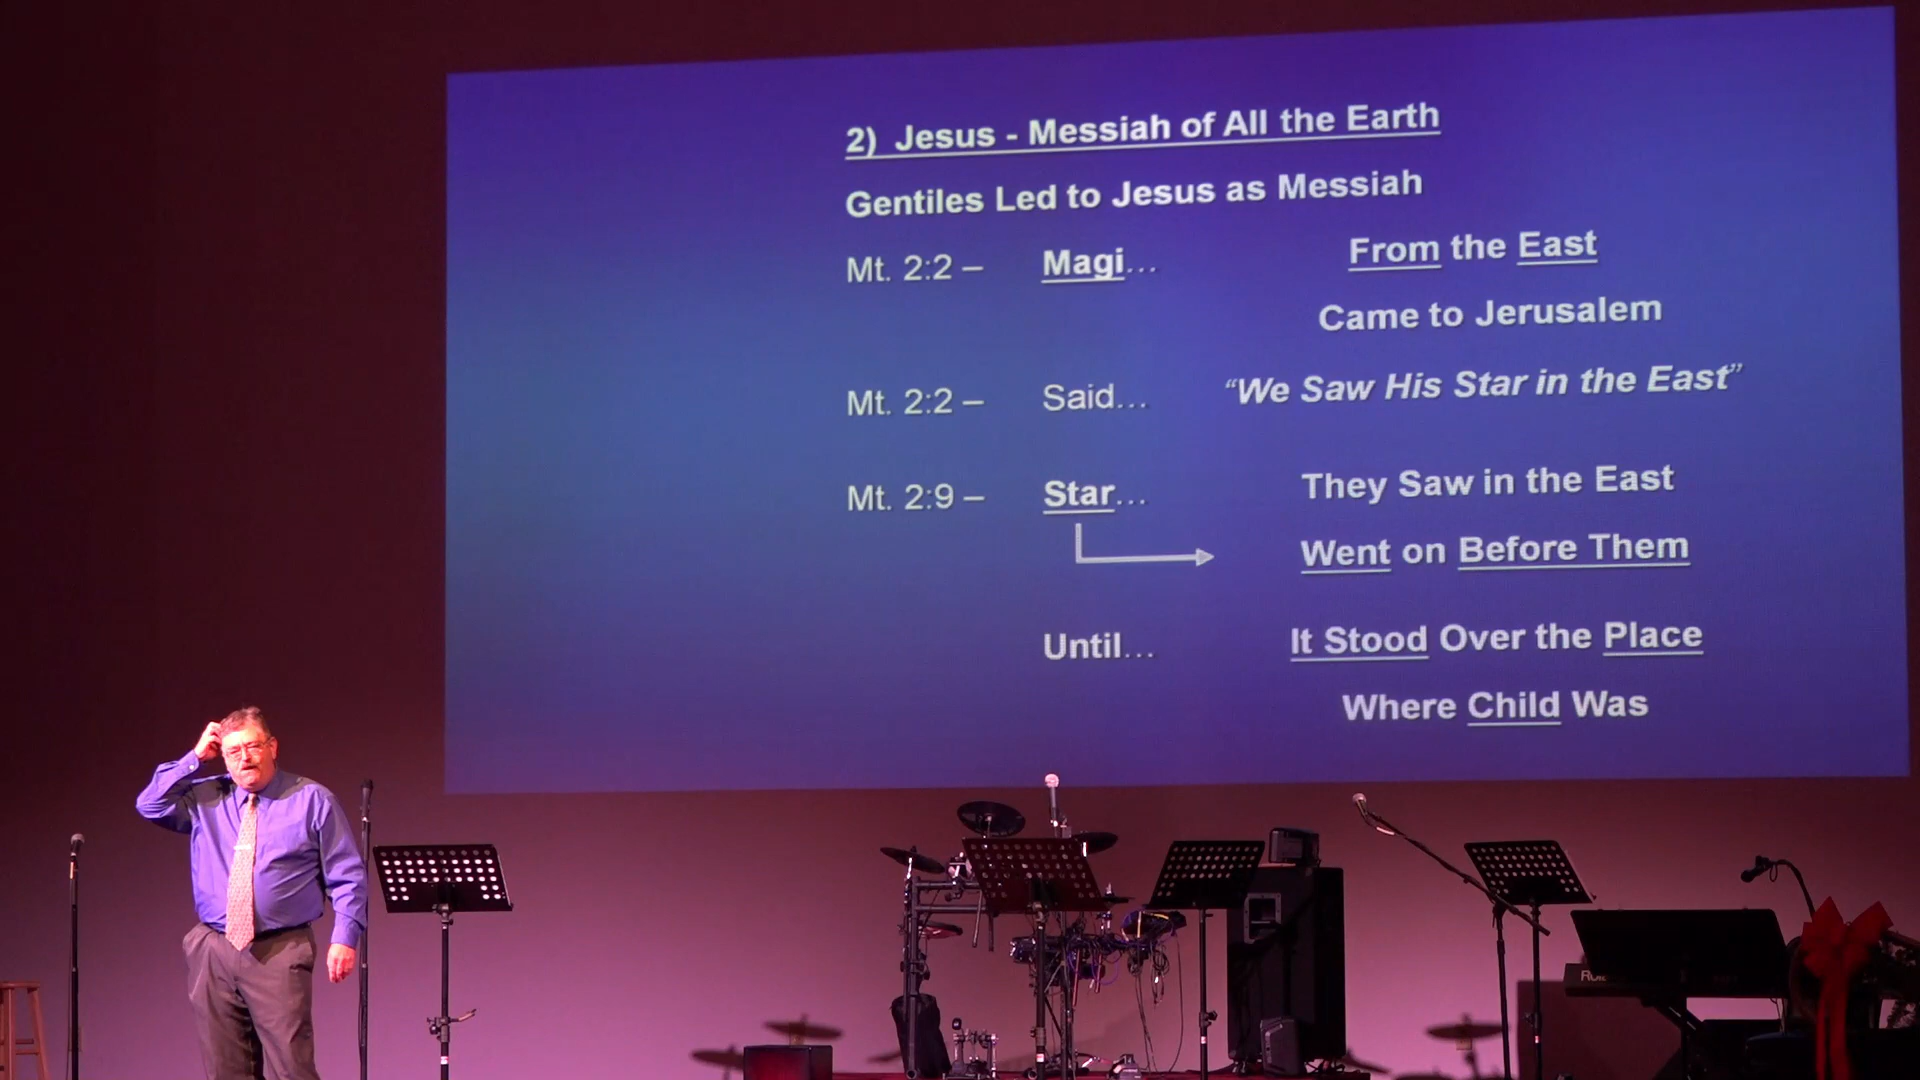 2) Jesus - Messiah of All the Earth
Gentiles Led to Jesus as Messiah
Mt. 2:2 – Magi… From the East
Came to Jerusalem
Mt. 2:2 – Said… “We Saw His Star in the East”
Mt. 2:9 – Star… They Saw in the East
Went on Before Them
Until… It Stood Over the Place
Where Child Was